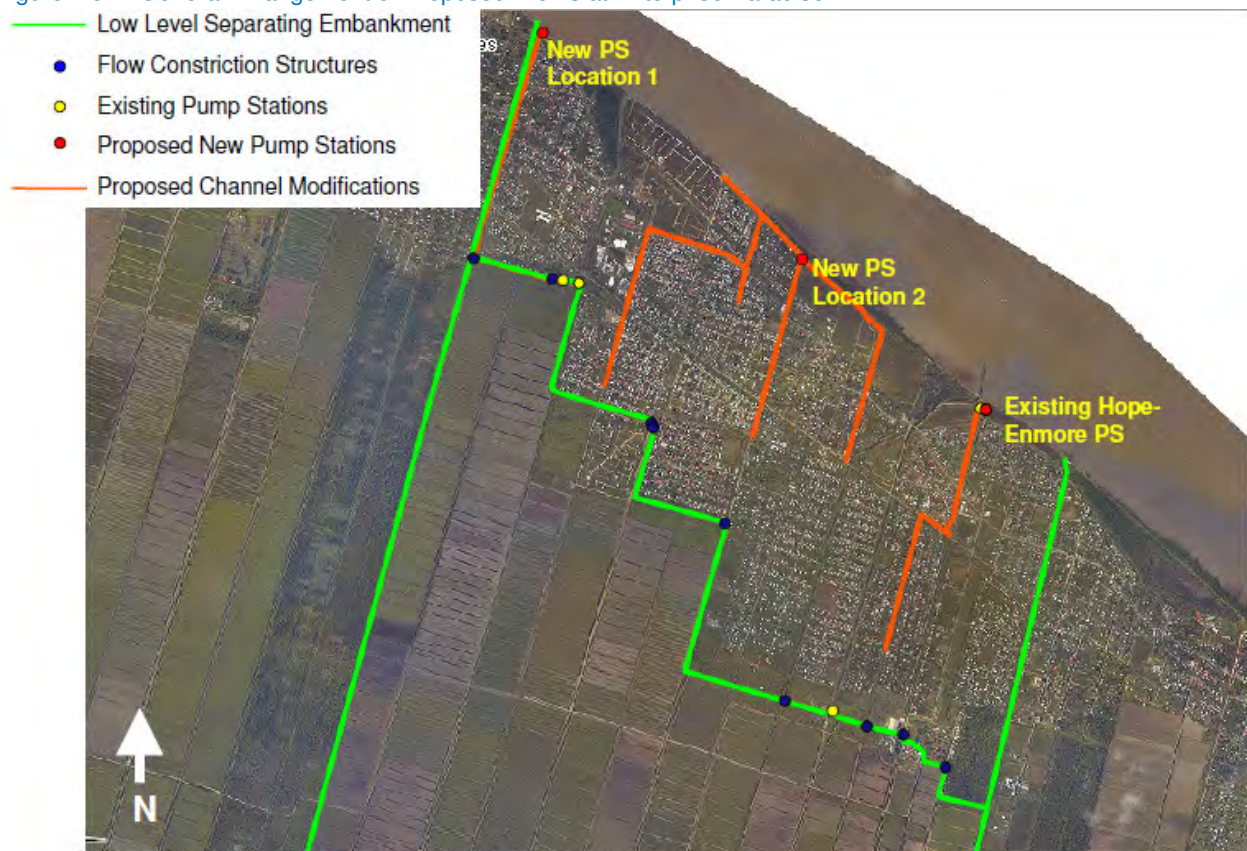 Low Level Separating Embankment
Flow Constriction Structures
Existing Pump Stations
Proposed New Pump Stations
Proposed Channel Modifications
New PS
Location 1
New PS
Location 2
Existing Hope-
Enmore PS
N